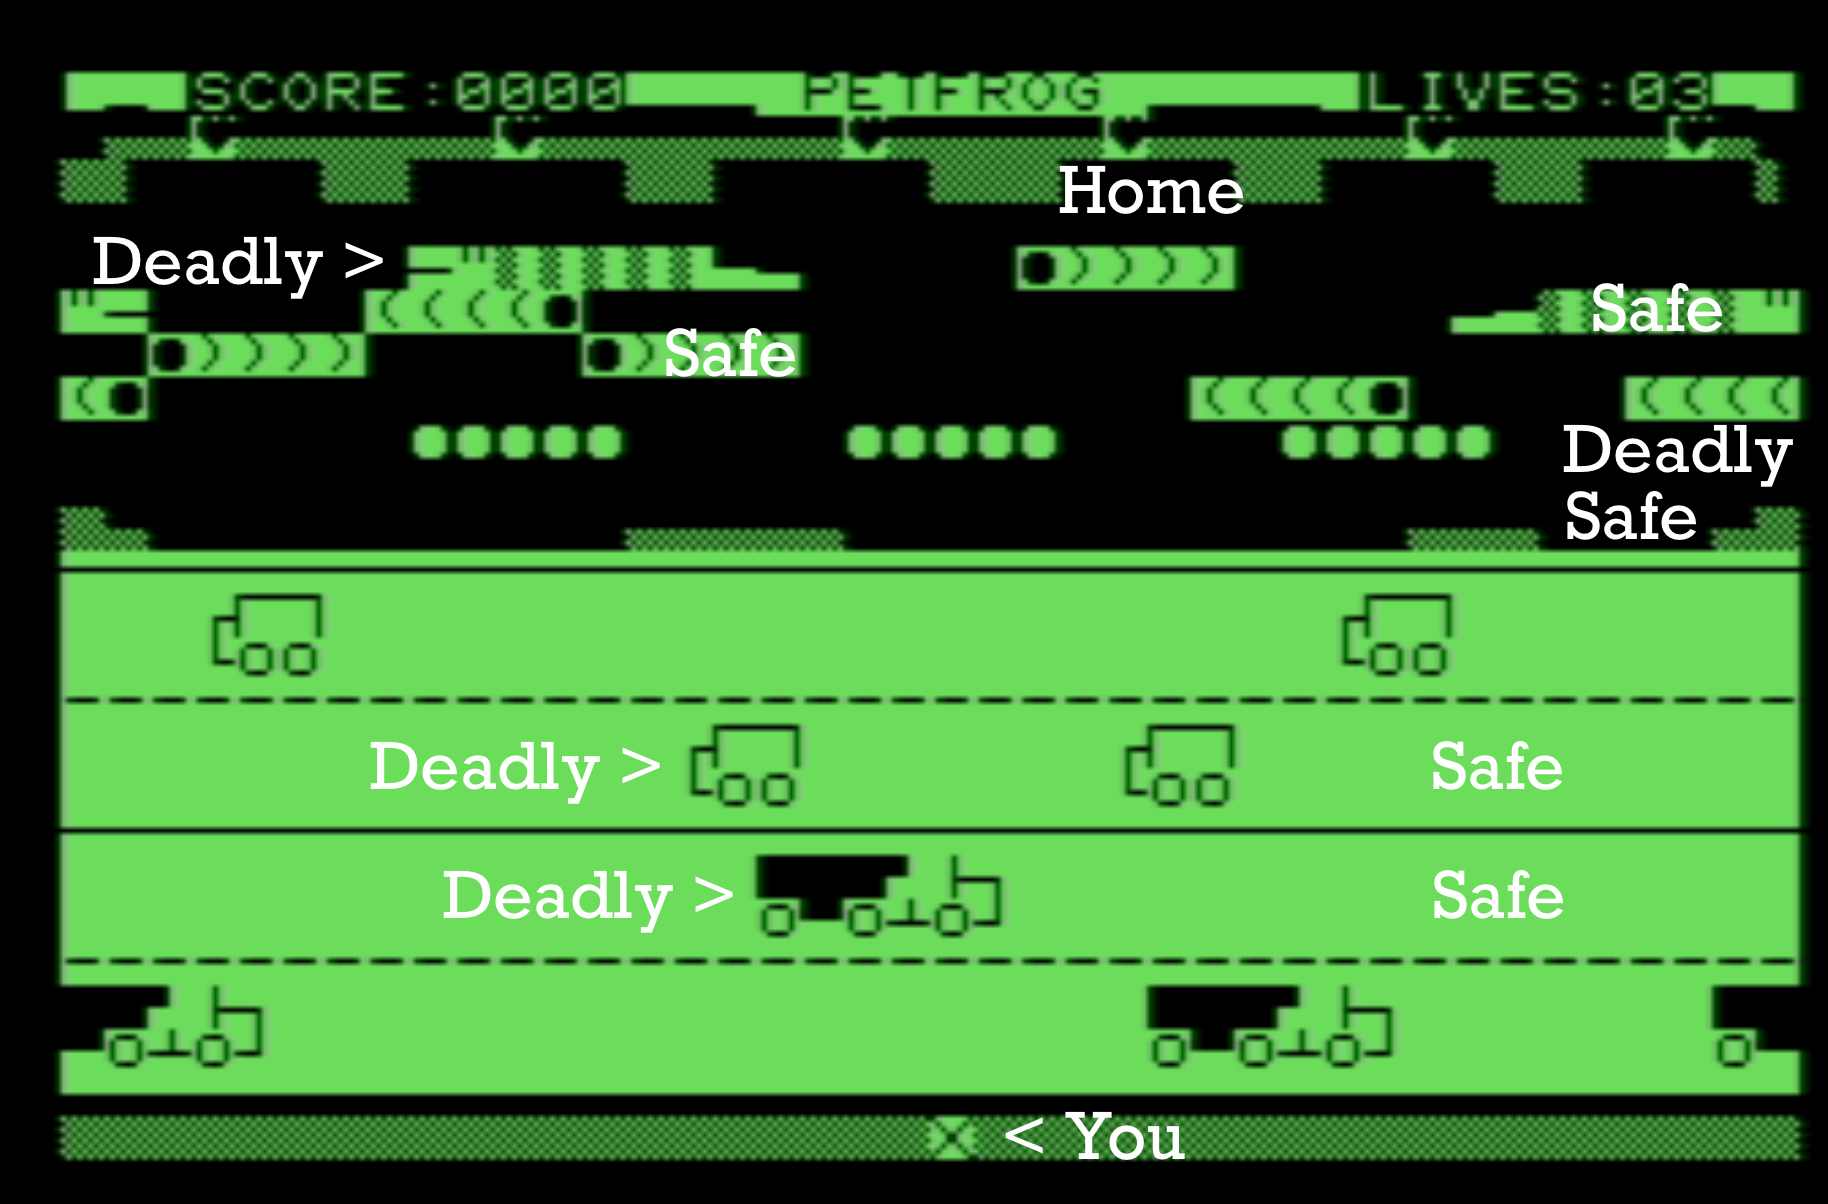 SCORE:0000 PETFROG LIVES:03
Home
Deadly >
Safe
Safe
Deadly
Safe
Deadly > Safe
Deadly > Safe
< You